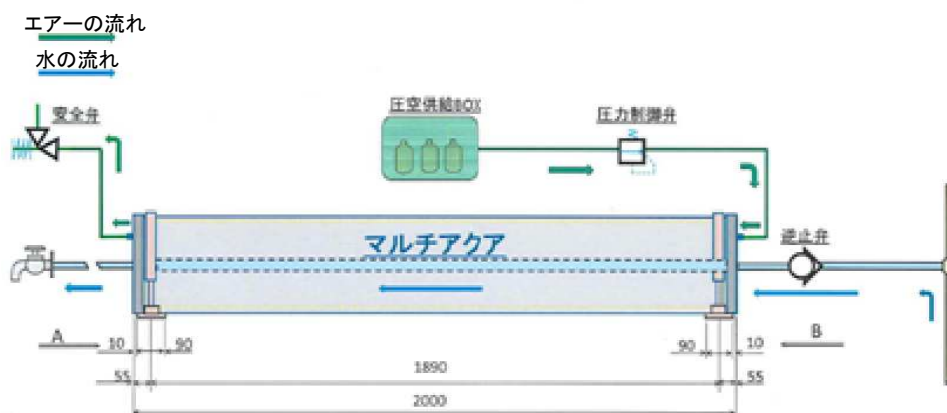 エアーの流れ
水の流れ
安全弁
圧空供給BOX
圧力制御弁
マルチアクア
逆止弁
A
B
10
90
90
10
55
1890
55
2000